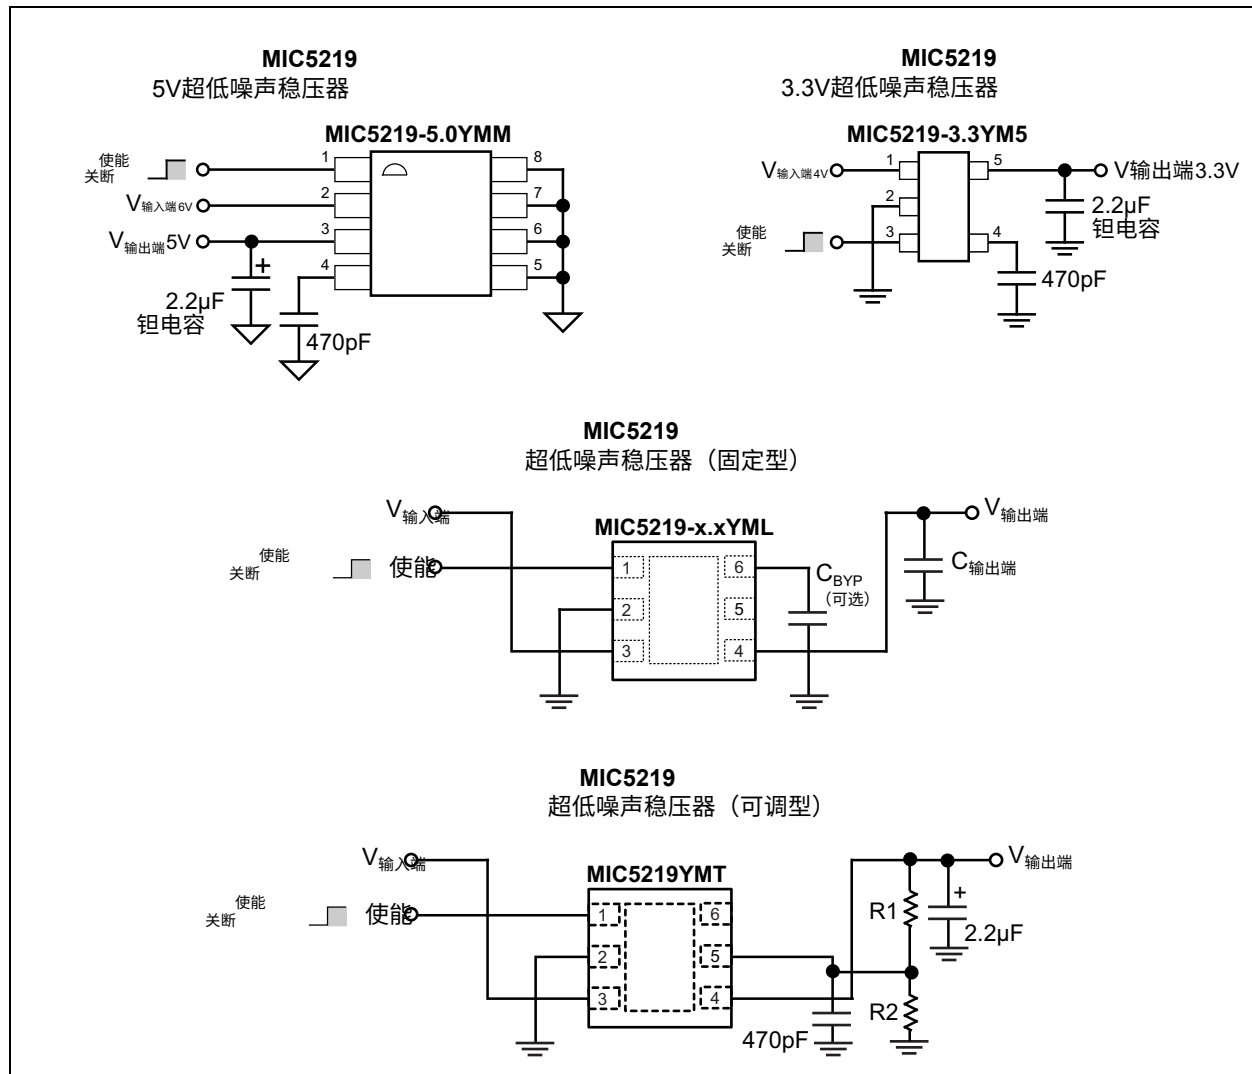 MIC5219
5V超低噪声稳压器
MIC5219-5.0YMM
使能
关断
1
8
V输入端6V
2
7
V输出端5V
3
6
4
5
+
2.2µF
钽电容
470pF
MIC5219
3.3V超低噪声稳压器
MIC5219-3.3YM5
V输入端4V
1
5
V输出端3.3V
2
2.2µF
钽电容
使能
关断
3
4
470pF
MIC5219
超低噪声稳压器（固定型）
V输入端
MIC5219-x.xYML
V输出端
使能
关断
使能
1
6
CBYP
（可选）
C输出端
2
5
3
4
MIC5219
超低噪声稳压器（可调型）
V输入端
MIC5219YMT
V输出端
使能
关断
使能
1
6
R1
+
2.2µF
2
5
3
4
R2
470pF